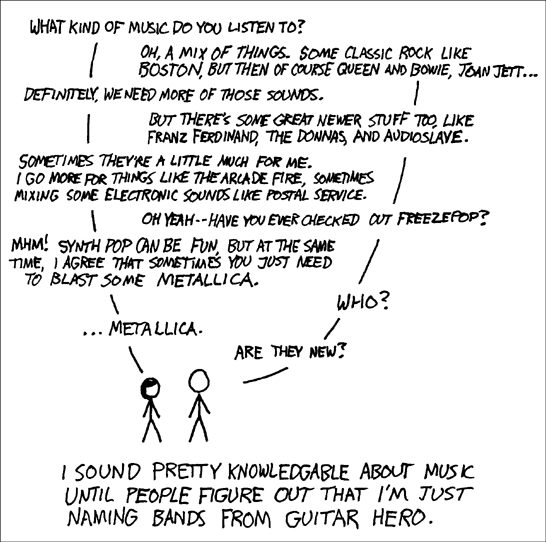 WHAT KIND OF MUSIC DO YOU LISTEN TO?
OH, A MIX OF THINGS. SOME CLASSIC ROCK LIKE
BOSTON, BUT THEN OF COURSE QUEEN AND BOWIE, JOAN JETT...
DEFINITELY, WE NEED MORE OF THOSE SOUNDS.
BUT THERE'S SOME GREAT NEWER STUFF TOO, LIKE
FRANZ FERDINAND, THE DONNAS, AND AUDIOSLAVE.
SOMETIMES THEY'RE A LITTLE MUCH FOR ME.
I GO MORE FOR THINGS LIKE THE ARCADE FIRE, SOMETIMES
MIXING SOME ELECTRONIC SOUNDS LIKE POSTAL SERVICE.
OH YEAH--HAVE YOU EVER CHECKED OUT FREEZEPOP?
MHM! SYNTH POP CAN BE FUN, BUT AT THE SAME
TIME, I AGREE THAT SOMETIMES YOU JUST NEED
TO BLAST SOME METALLICA.
WHO?
...METALLICA.
ARE THEY NEW?
I SOUND PRETTY KNOWLEDGABLE ABOUT MUSIC
UNTIL PEOPLE FIGURE OUT THAT I'M JUST
NAMING BANDS FROM GUITAR HERO.